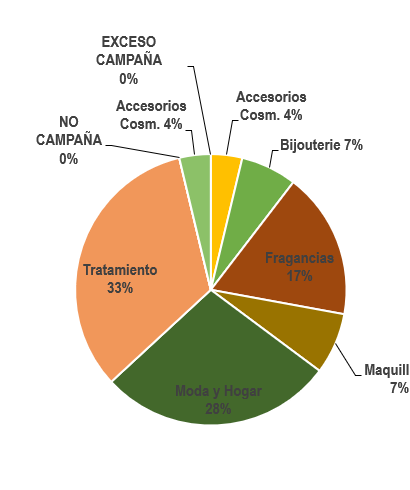 EXCESO
CAMPAÑA
0%
Accesorios
Cosm. 4%
Accesorios
Cosm. 4%
NO
CAMPAÑA
0%
Bijouterie 7%
Fragancias
17%
Tratamiento
33%
Maquill
7%
Moda y Hogar
28%